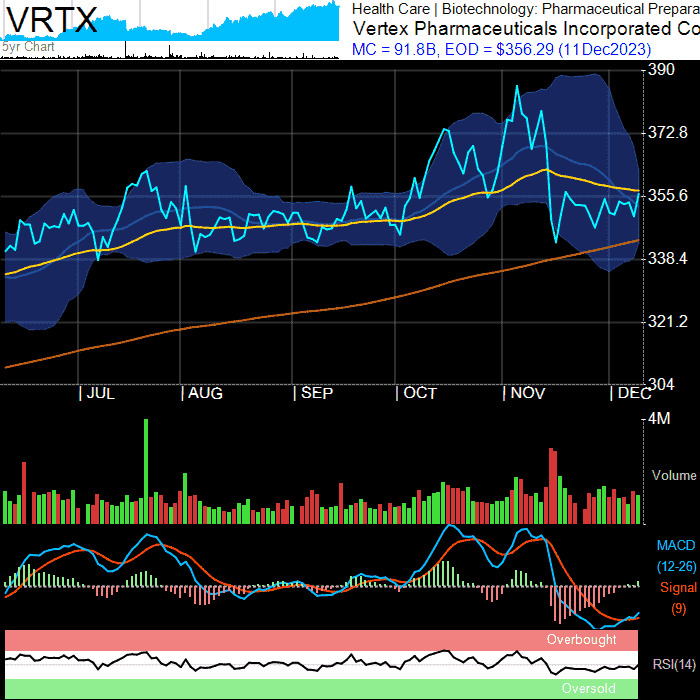 VRTX
5yr Chart
Health Care | Biotechnology: Pharmaceutical Prepara
Vertex Pharmaceuticals Incorporated Co
MC = 91.8B, EOD = $356.29 (11Dec2023)
390
372.8
355.6
338.4
321.2
304
| JUL | AUG | SEP | OCT | NOV | DEC
4M
Volume
MACD
(12-26)
Signal
(9)
Overbought
RSI(14)
Oversold